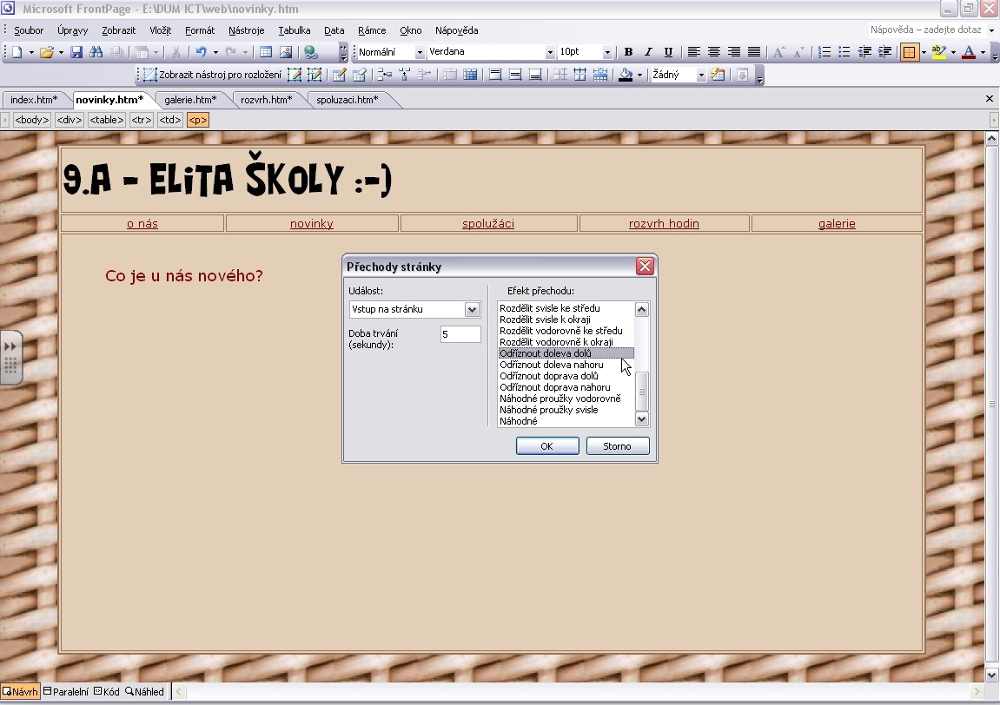 Microsoft FrontPage - E:\DUM ICT\web\novinky.htm
Soubor Úpravy Zobrazit Vložit Formát Nástroje Tabulka Data Rámce Okno Nápověda Nápověda – zadejte dotaz
Normální Verdana 10pt B I U A
Zobrazit nástroj pro rozložení Žádný
index.htm* novinky.htm* galerie.htm* rozvrh.htm* spoluzaci.htm*
<body> <div> <table> <tr> <td> <p>
9.A - ELiTA ŠKOLY :-)
o nás novinky spolužáci rozvrh hodin galerie
Co je u nás nového?
Přechody stránky
Událost:
Vstup na stránku
Doba trvání
(sekundy):
5
Efekt přechodu:
Rozdělit svisle ke středu
Rozdělit svisle k okraji
Rozdělit vodorovně ke středu
Rozdělit vodorovně k okraji
Odříznout doleva dolů
Odříznout doleva nahoru
Odříznout doprava dolů
Odříznout doprava nahoru
Náhodné proužky vodorovně
Náhodné proužky svisle
Náhodné
OK Storno
Návrh Paralelní Kód Náhled